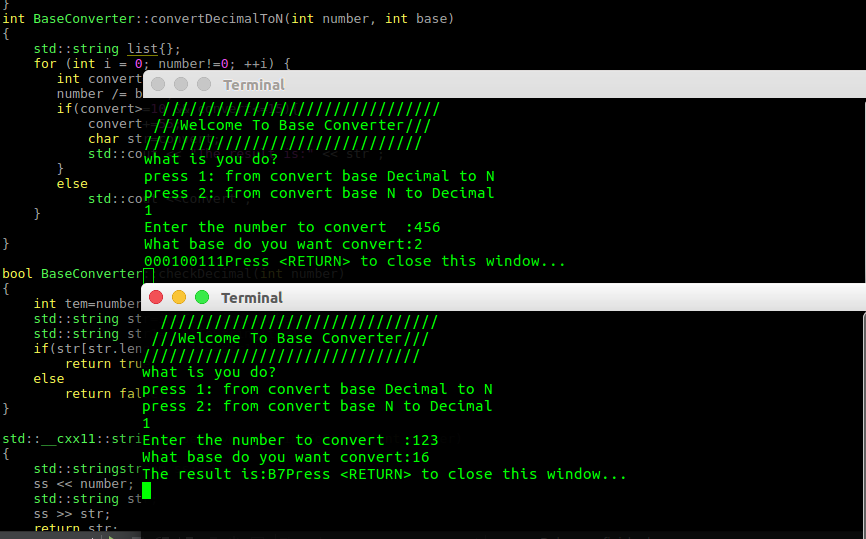 }
int BaseConverter::convertDecimalToN(int number, int base)
{
std::string list{};
for (int i = 0; number!=0; ++i) {
int convert
number /= b
if(convert>
convert
char st
std::co
}
else
std::co
}
}
bool BaseConverter checkDecimal(int number)
{
int tem=number
std::string st
std::string st
if(str[str.len
return tru
else
return fal
}
std::__cxx11::stri
{
std::stringstr
ss << number;
std::string st
ss >> str;
return str;
Terminal
///////////////////////////////
///Welcome To Base Converter///
///////////////////////////////
what is you do?
press 1: from convert base Decimal to N
press 2: from convert base N to Decimal
1
Enter the number to convert :456
What base do you want convert:2
000100111Press <RETURN> to close this window...
Terminal
///////////////////////////////
///Welcome To Base Converter///
///////////////////////////////
what is you do?
press 1: from convert base Decimal to N
press 2: from convert base N to Decimal
1
Enter the number to convert :123
What base do you want convert:16
The result is:B7Press <RETURN> to close this window...